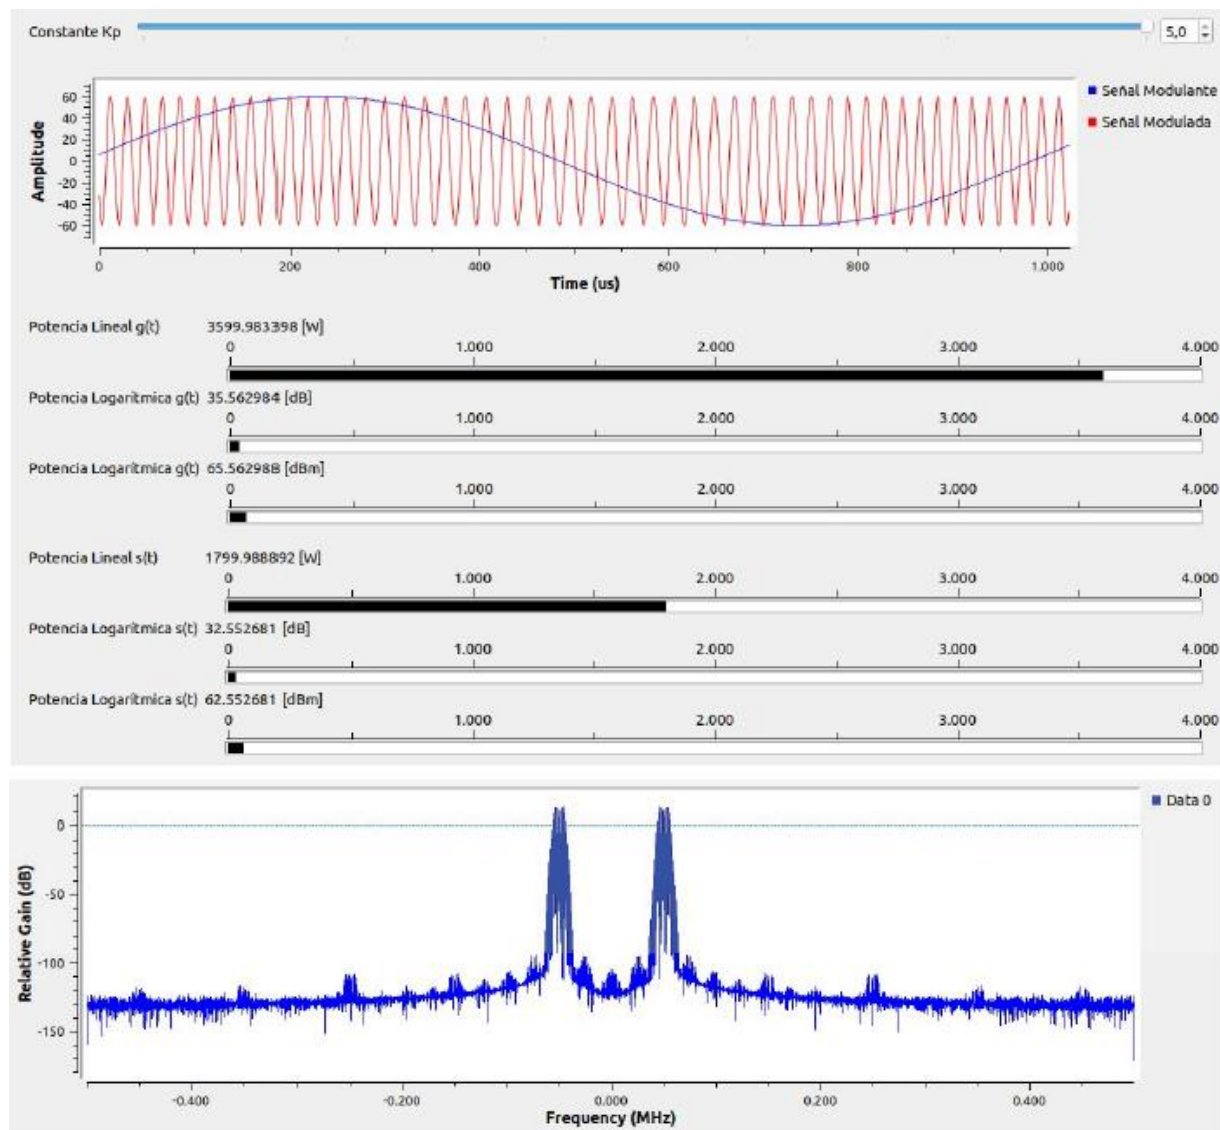 Constante Kp 5,0
Señal Modulante
Señal Modulada
Amplitude
60
40
20
0
-20
-40
-60
0 200 400 600 800 1.000
Time (us)
Potencia Lineal g(t) 3599.983398 [W]
0 1.000 2.000 3.000 4.000
Potencia Logarítmica g(t) 35.562984 [dB]
0 1.000 2.000 3.000 4.000
Potencia Logarítmica g(t) 65.562988 [dBm]
0 1.000 2.000 3.000 4.000
Potencia Lineal s(t) 1799.988892 [W]
0 1.000 2.000 3.000 4.000
Potencia Logarítmica s(t) 32.552681 [dB]
0 1.000 2.000 3.000 4.000
Potencia Logarítmica s(t) 62.552681 [dBm]
0 1.000 2.000 3.000 4.000
Data 0
Relative Gain (dB)
0
-50
-100
-150
-0.400 -0.200 0.000 0.200 0.400
Frequency (MHz)